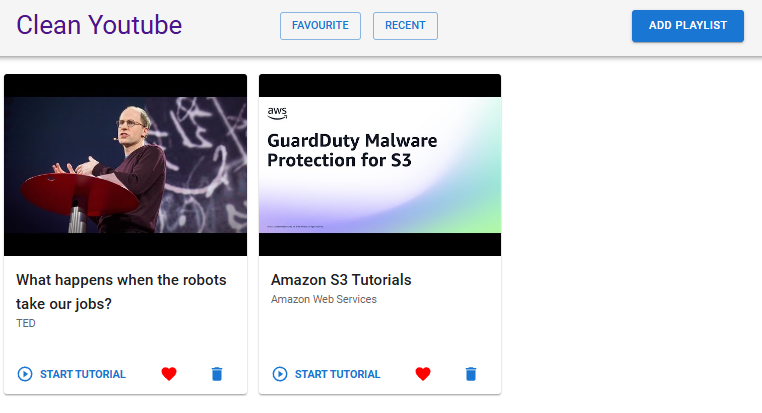 Clean Youtube
FAVOURITE
RECENT
ADD PLAYLIST
aws
GuardDuty Malware
Protection for S3
What happens when the robots
take our jobs?
TED
START TUTORIAL
Amazon S3 Tutorials
Amazon Web Services
START TUTORIAL